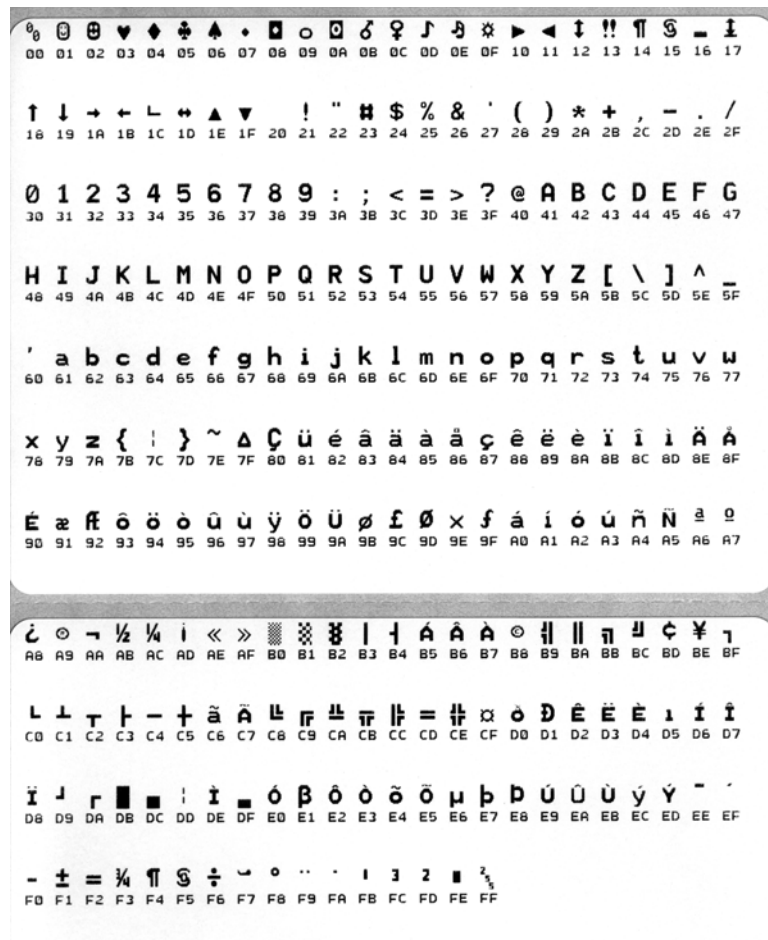 ⁰₀ ☺ ☻ ♥ ♦ ♣ ♠ • ◘ ○ ◙ ♂ ♀ ♪ ♫ ☼ ► ◄ ↕ ‼ ¶ § ▬ ↨
00 01 02 03 04 05 06 07 08 09 0A 0B 0C 0D 0E 0F 10 11 12 13 14 15 16 17
↑ ↓ → ← ∟ ↔ ▲ ▼ ! " # $ % & ' ( ) * + , - . /
18 19 1A 1B 1C 1D 1E 1F 20 21 22 23 24 25 26 27 28 29 2A 2B 2C 2D 2E 2F
0 1 2 3 4 5 6 7 8 9 : ; < = > ? @ A B C D E F G
30 31 32 33 34 35 36 37 38 39 3A 3B 3C 3D 3E 3F 40 41 42 43 44 45 46 47
H I J K L M N O P Q R S T U V W X Y Z [ \ ] ^ _
48 49 4A 4B 4C 4D 4E 4F 50 51 52 53 54 55 56 57 58 59 5A 5B 5C 5D 5E 5F
' a b c d e f g h i j k l m n o p q r s t u v w
60 61 62 63 64 65 66 67 68 69 6A 6B 6C 6D 6E 6F 70 71 72 73 74 75 76 77
x y z { ¦ } ~ ∆ Ç ü é â ä à å ç ê ë è ï î ì Ä Å
78 79 7A 7B 7C 7D 7E 7F 80 81 82 83 84 85 86 87 88 89 8A 8B 8C 8D 8E 8F
É æ Æ ô ö ò û ù ÿ Ö Ü ø £ Ø × ƒ á í ó ú ñ Ñ ª º
90 91 92 93 94 95 96 97 98 99 9A 9B 9C 9D 9E 9F A0 A1 A2 A3 A4 A5 A6 A7
¿ ® ¬ ½ ¼ ¡ « » ░ ▒ ▓ │ ┤ Á Â À © ╣ ║ ╗ ╝ ¢ ¥ ┐
A8 A9 AA AB AC AD AE AF B0 B1 B2 B3 B4 B5 B6 B7 B8 B9 BA BB BC BD BE BF
└ ┴ ┬ ├ ─ ┼ ã Ã ╚ ╔ ╩ ╦ ╠ = ╬ ¤ ð Ð Ê Ë È ı Í Î
C0 C1 C2 C3 C4 C5 C6 C7 C8 C9 CA CB CC CD CE CF D0 D1 D2 D3 D4 D5 D6 D7
Ï ┘ ┌ █ ▄ ¦ Ì ▬ Ó β Ô Ò õ Õ µ þ Þ Ú Û Ù ý Ý ¯ ´
D8 D9 DA DB DC DD DE DF E0 E1 E2 E3 E4 E5 E6 E7 E8 E9 EA EB EC ED EE EF
- ± = ¾ ¶ § ÷ ¸ ° ¨ · ı 3 2 ■ ²₅₅
F0 F1 F2 F3 F4 F5 F6 F7 F8 F9 FA FB FC FD FE FF